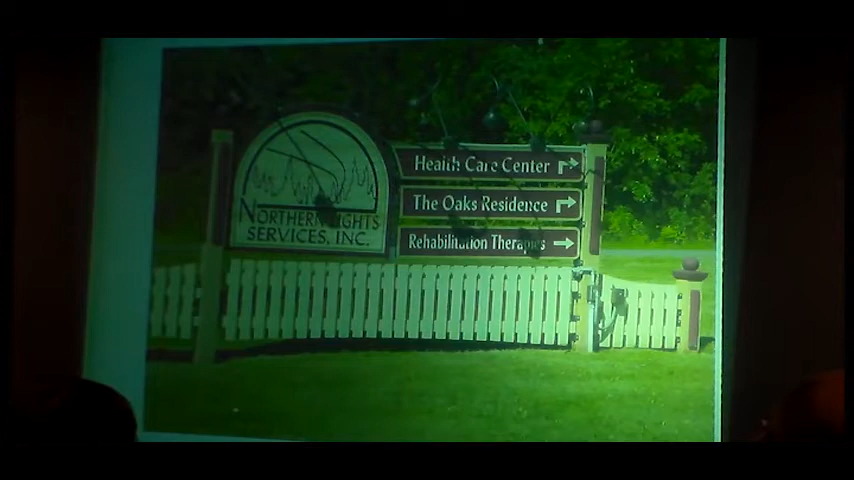 NORTHERN LIGHTS
SERVICES, INC.
Health Care Center
The Oaks Residence
Rehabilitation Therapies